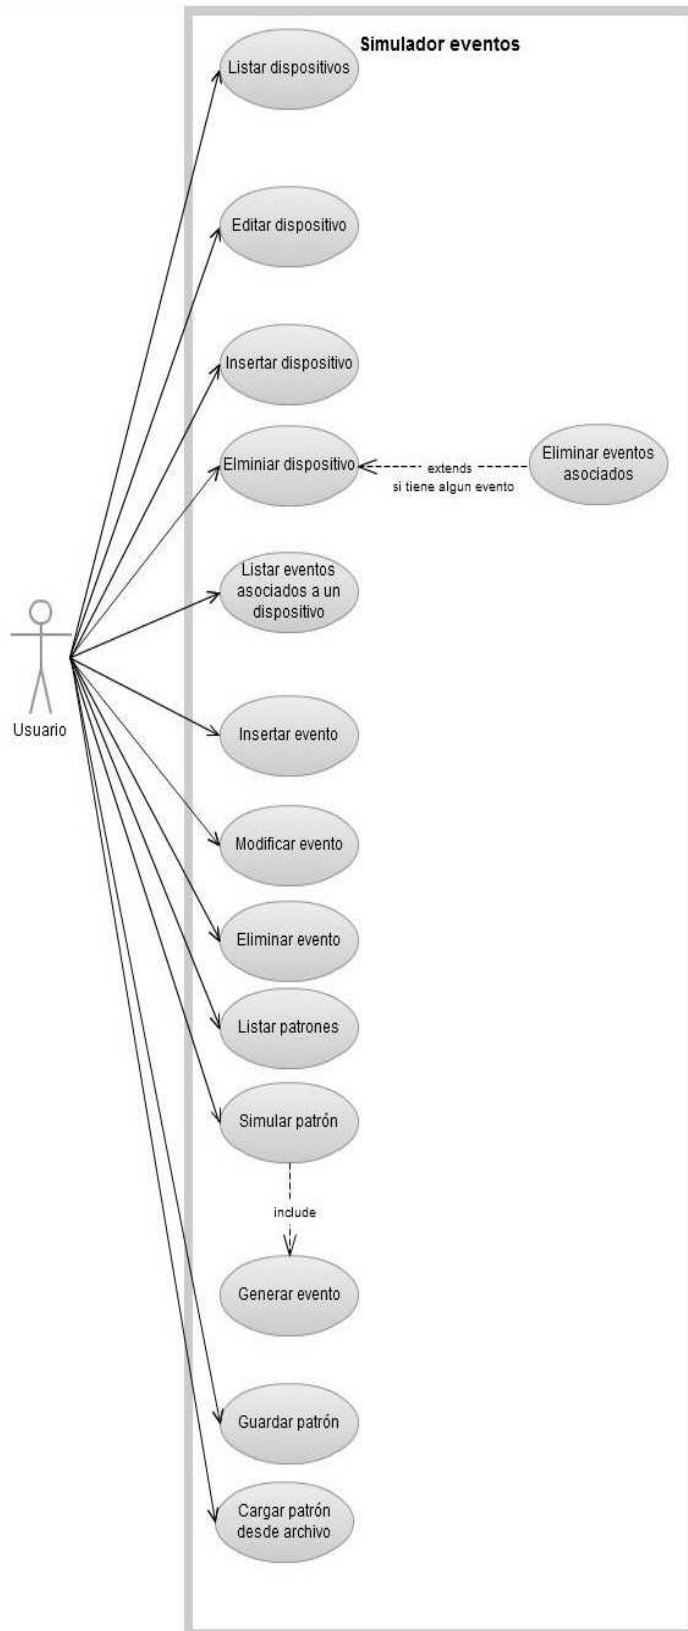 Simulador eventos
Listar dispositivos
Editar dispositivo
Insertar dispositivo
Elminiar dispositivo
extends
si tiene algun evento
Eliminar eventos
asociados
Listar eventos
asociados a un
dispositivo
Usuario
Insertar evento
Modificar evento
Eliminar evento
Listar patrones
Simular patrón
include
Generar evento
Guardar patrón
Cargar patrón
desde archivo